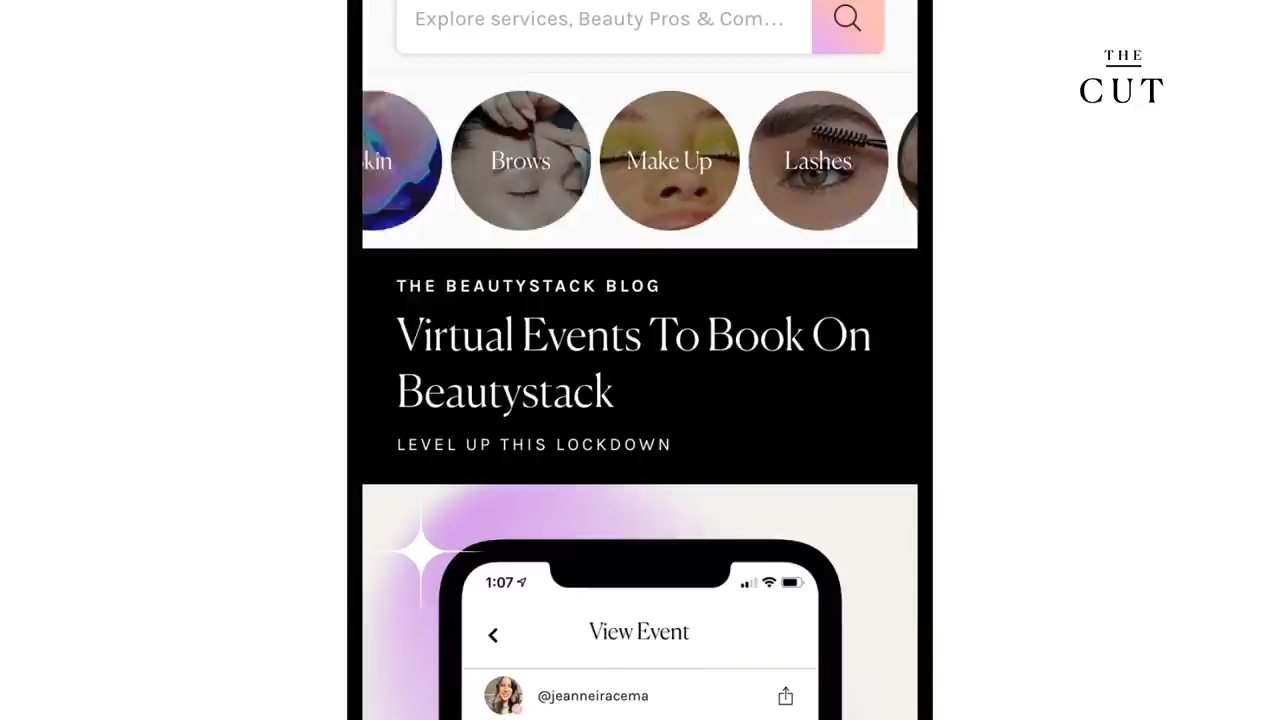 Explore services, Beauty Pros & Com...
THE
CUT
kin
Brows
Make Up
Lashes
THE BEAUTYSTACK BLOG
Virtual Events To Book On
Beautystack
LEVEL UP THIS LOCKDOWN
1:07
View Event
@jeanneiracema